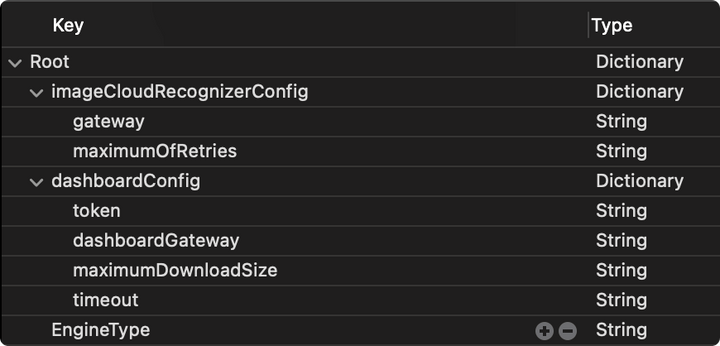 Key Type
Root Dictionary
imageCloudRecognizerConfig Dictionary
gateway String
maximumOfRetries String
dashboardConfig Dictionary
token String
dashboardGateway String
maximumDownloadSize String
timeout String
EngineType String